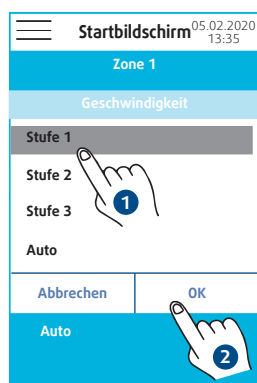 Startbildschirm 05.02.2020
13:35
Zone 1
Geschwindigkeit
Stufe 1
Stufe 2
Stufe 3
1
Auto
Abbrechen OK
Auto
2